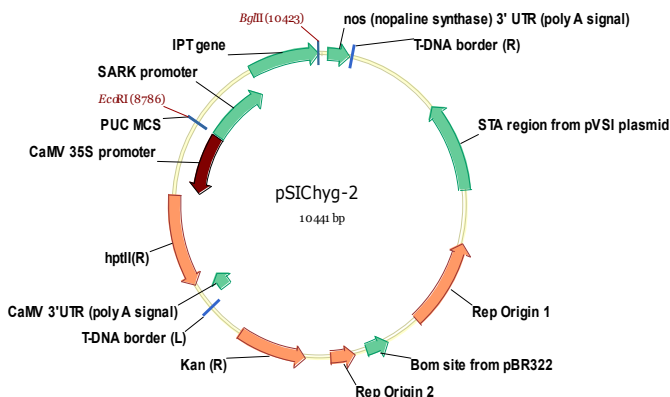 BglII (10423)
nos (nopaline synthase) 3' UTR (poly A signal)
IPT gene
T-DNA border (R)
SARK promoter
EcoRI (8786)
PUC MCS
STA region from pVSI plasmid
CaMV 35S promoter
pSIChyg-2
10441 bp
hptII(R)
CaMV 3'UTR (poly A signal)
Rep Origin 1
T-DNA border (L)
Kan (R)
Bom site from pBR322
Rep Origin 2